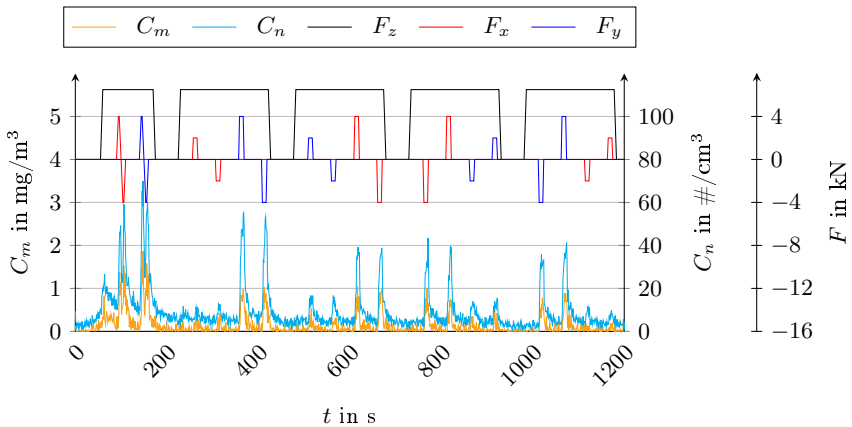 C_m C_n F_z F_x F_y
5 100 4
4 80 0
3 60 −4
2 40 −8
1 20 −12
0 0 −16
C_m in mg/m³
C_n in #/cm³
F in kN
0 200 400 600 800 1000 1200
t in s